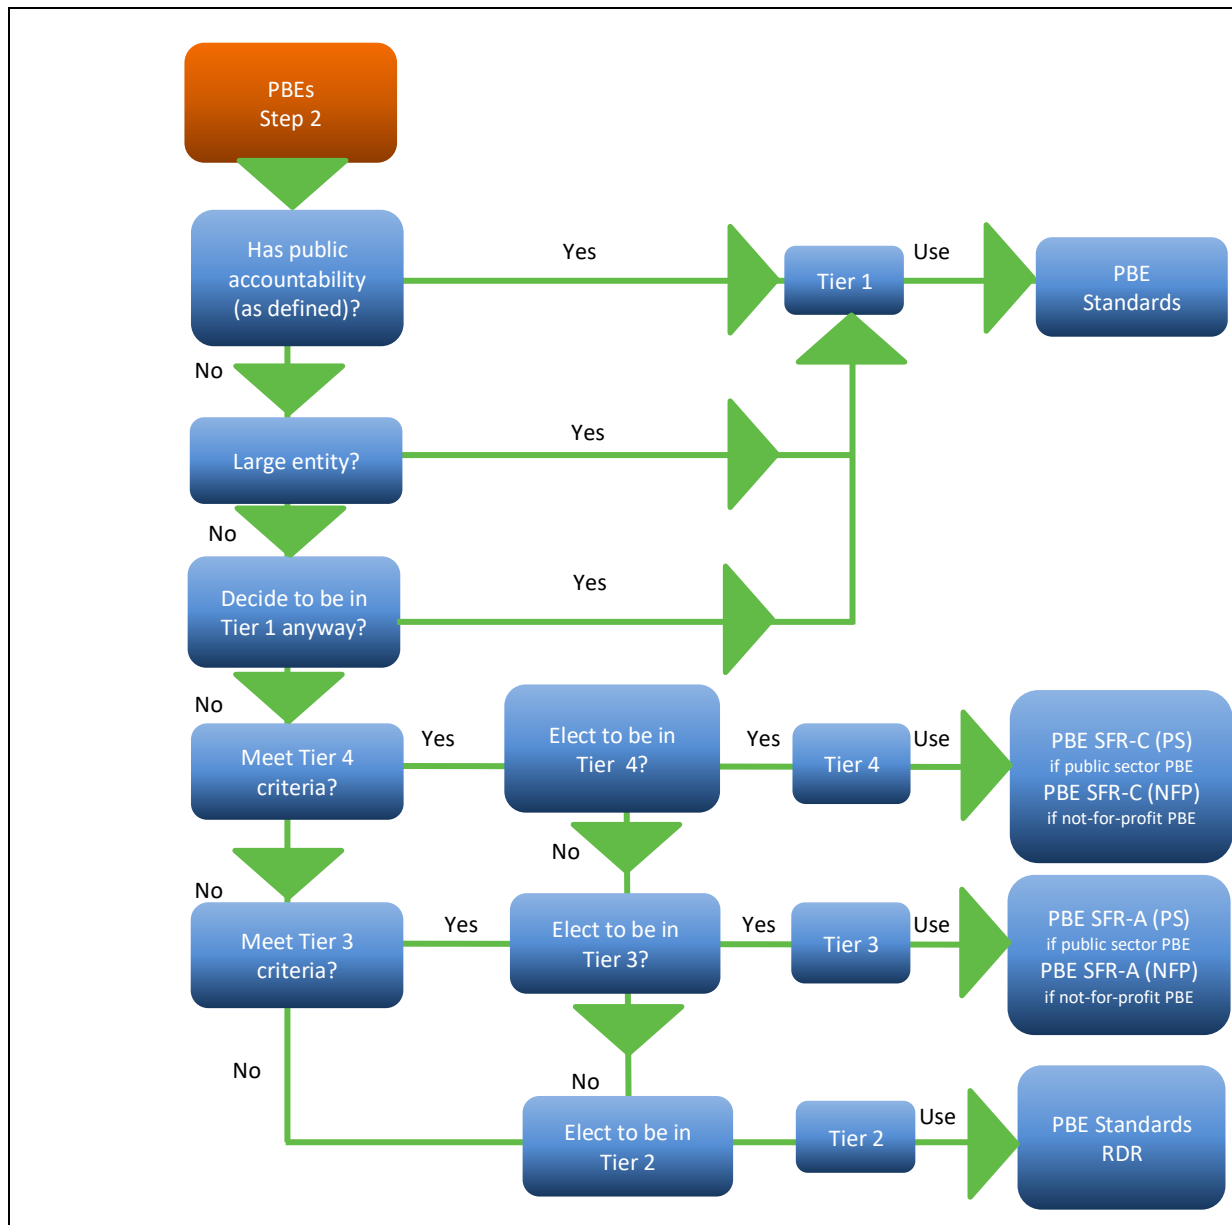 PBEs
Step 2
Has public
accountability
(as defined)?
Yes
Tier 1
Use
PBE
Standards
No
Large entity?
Yes
No
Decide to be in
Tier 1 anyway?
Yes
No
Meet Tier 4
criteria?
Yes
Elect to be in
Tier 4?
Yes
Tier 4
Use
PBE SFR-C (PS)
if public sector PBE
PBE SFR-C (NFP)
if not-for-profit PBE
No
No
Meet Tier 3
criteria?
Yes
Elect to be in
Tier 3?
Yes
Tier 3
Use
PBE SFR-A (PS)
if public sector PBE
PBE SFR-A (NFP)
if not-for-profit PBE
No
No
Elect to be in
Tier 2
Tier 2
Use
PBE Standards
RDR